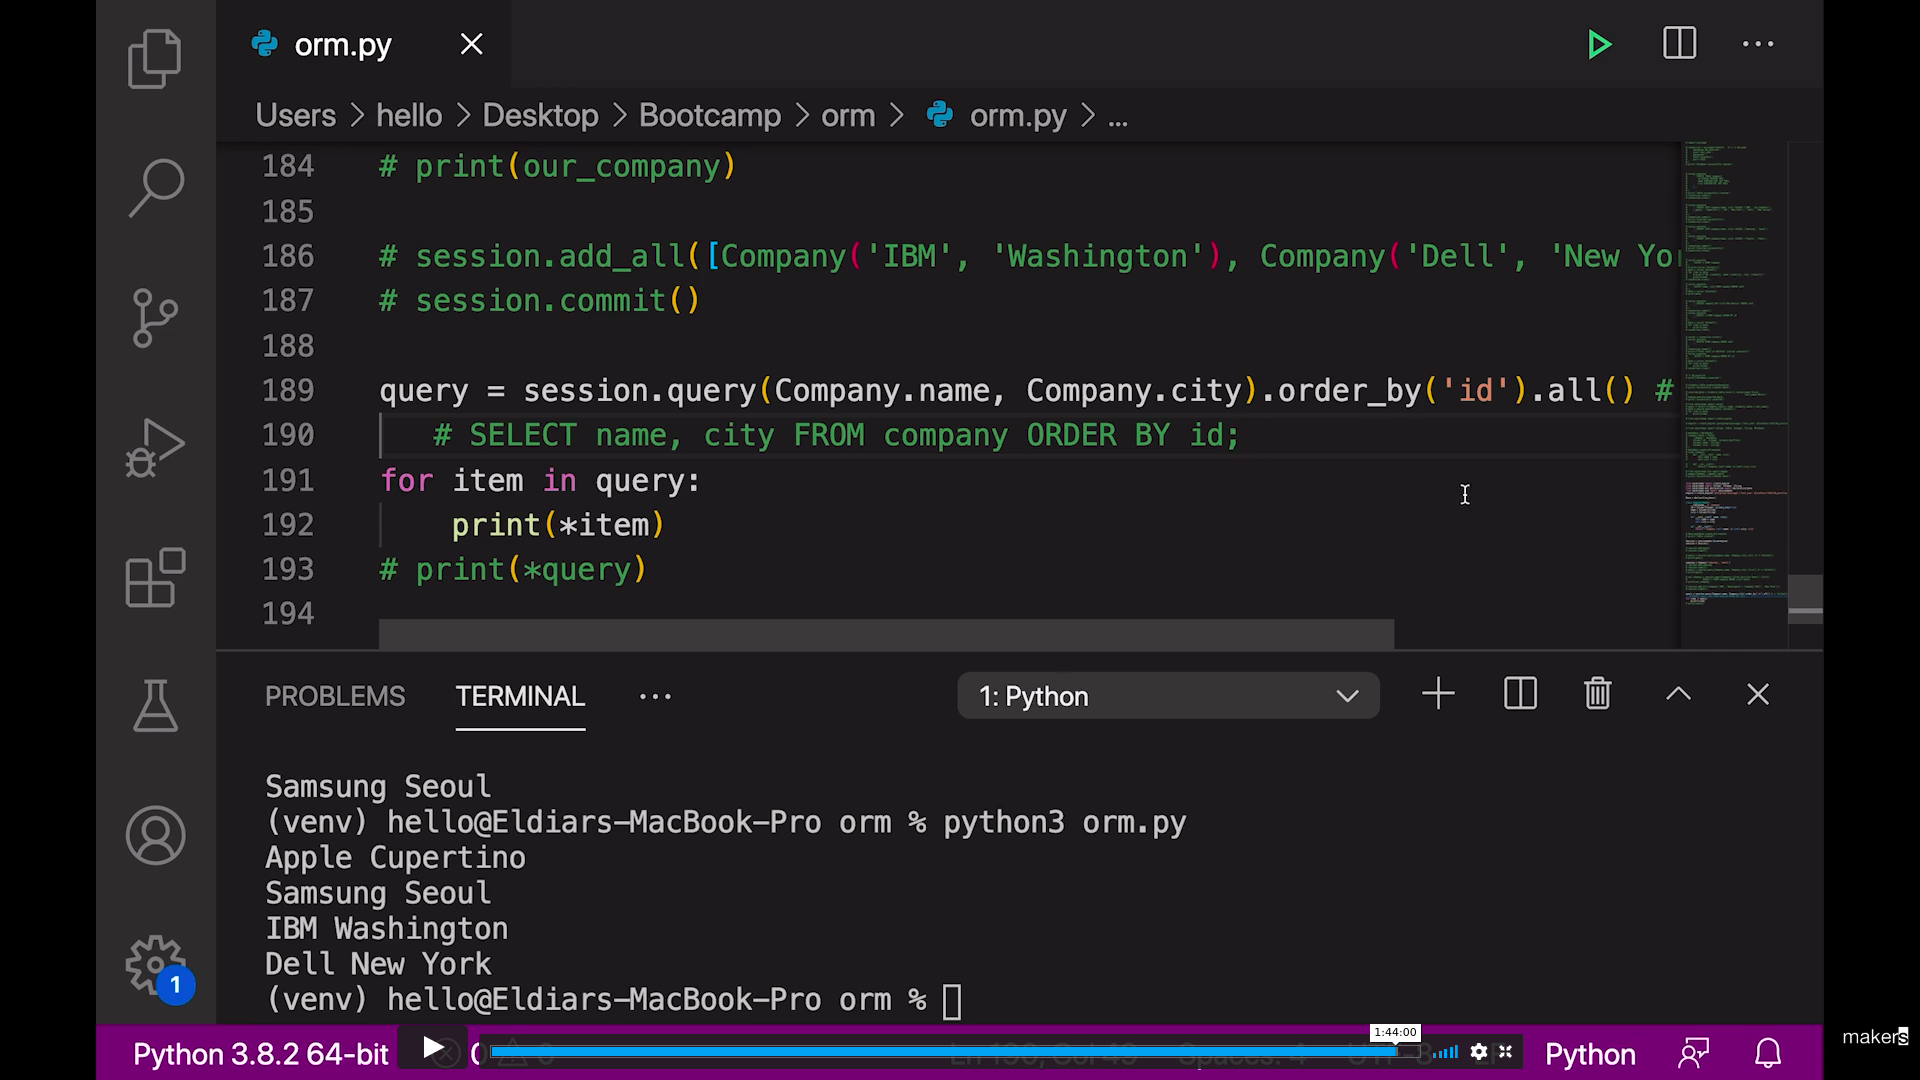 orm.py
Users > hello > Desktop > Bootcamp > orm > orm.py > ...
184 # print(our_company)
185
186 # session.add_all([Company('IBM', 'Washington'), Company('Dell', 'New Yo
187 # session.commit()
188
189 query = session.query(Company.name, Company.city).order_by('id').all() #
190 # SELECT name, city FROM company ORDER BY id;
191 for item in query:
192 print(*item)
193 # print(*query)
194
PROBLEMS TERMINAL ... 1: Python
Samsung Seoul
(venv) hello@Eldiars-MacBook-Pro orm % python3 orm.py
Apple Cupertino
Samsung Seoul
IBM Washington
Dell New York
(venv) hello@Eldiars-MacBook-Pro orm %
1
1:44:00
Python 3.8.2 64-bit Python
makers